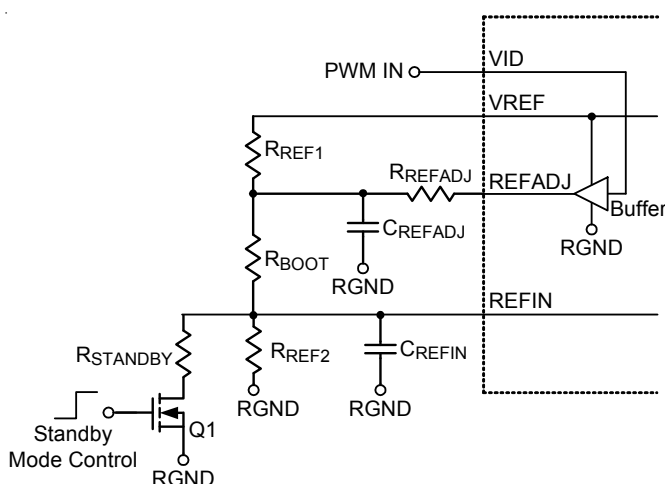 VID
PWM IN
VREF
RREF1
RREFADJ
REFADJ
Buffer
CREFADJ
RGND
RGND
RBOOT
REFIN
RSTANDBY
RREF2
CREFIN
RGND
RGND
Standby
Mode Control
Q1
RGND